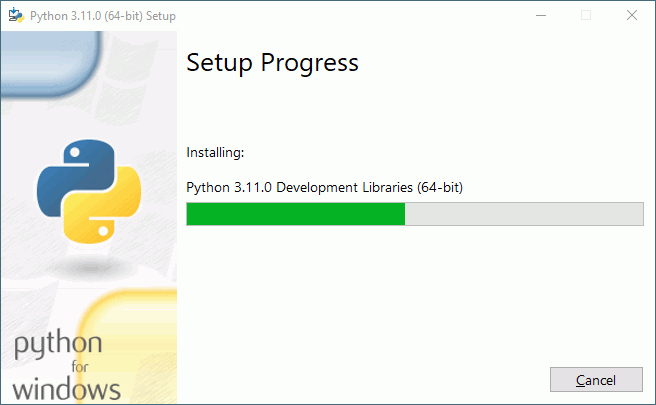 Python 3.11.0 (64-bit) Setup
Setup Progress
Installing:
Python 3.11.0 Development Libraries (64-bit)
python
for
windows
Cancel